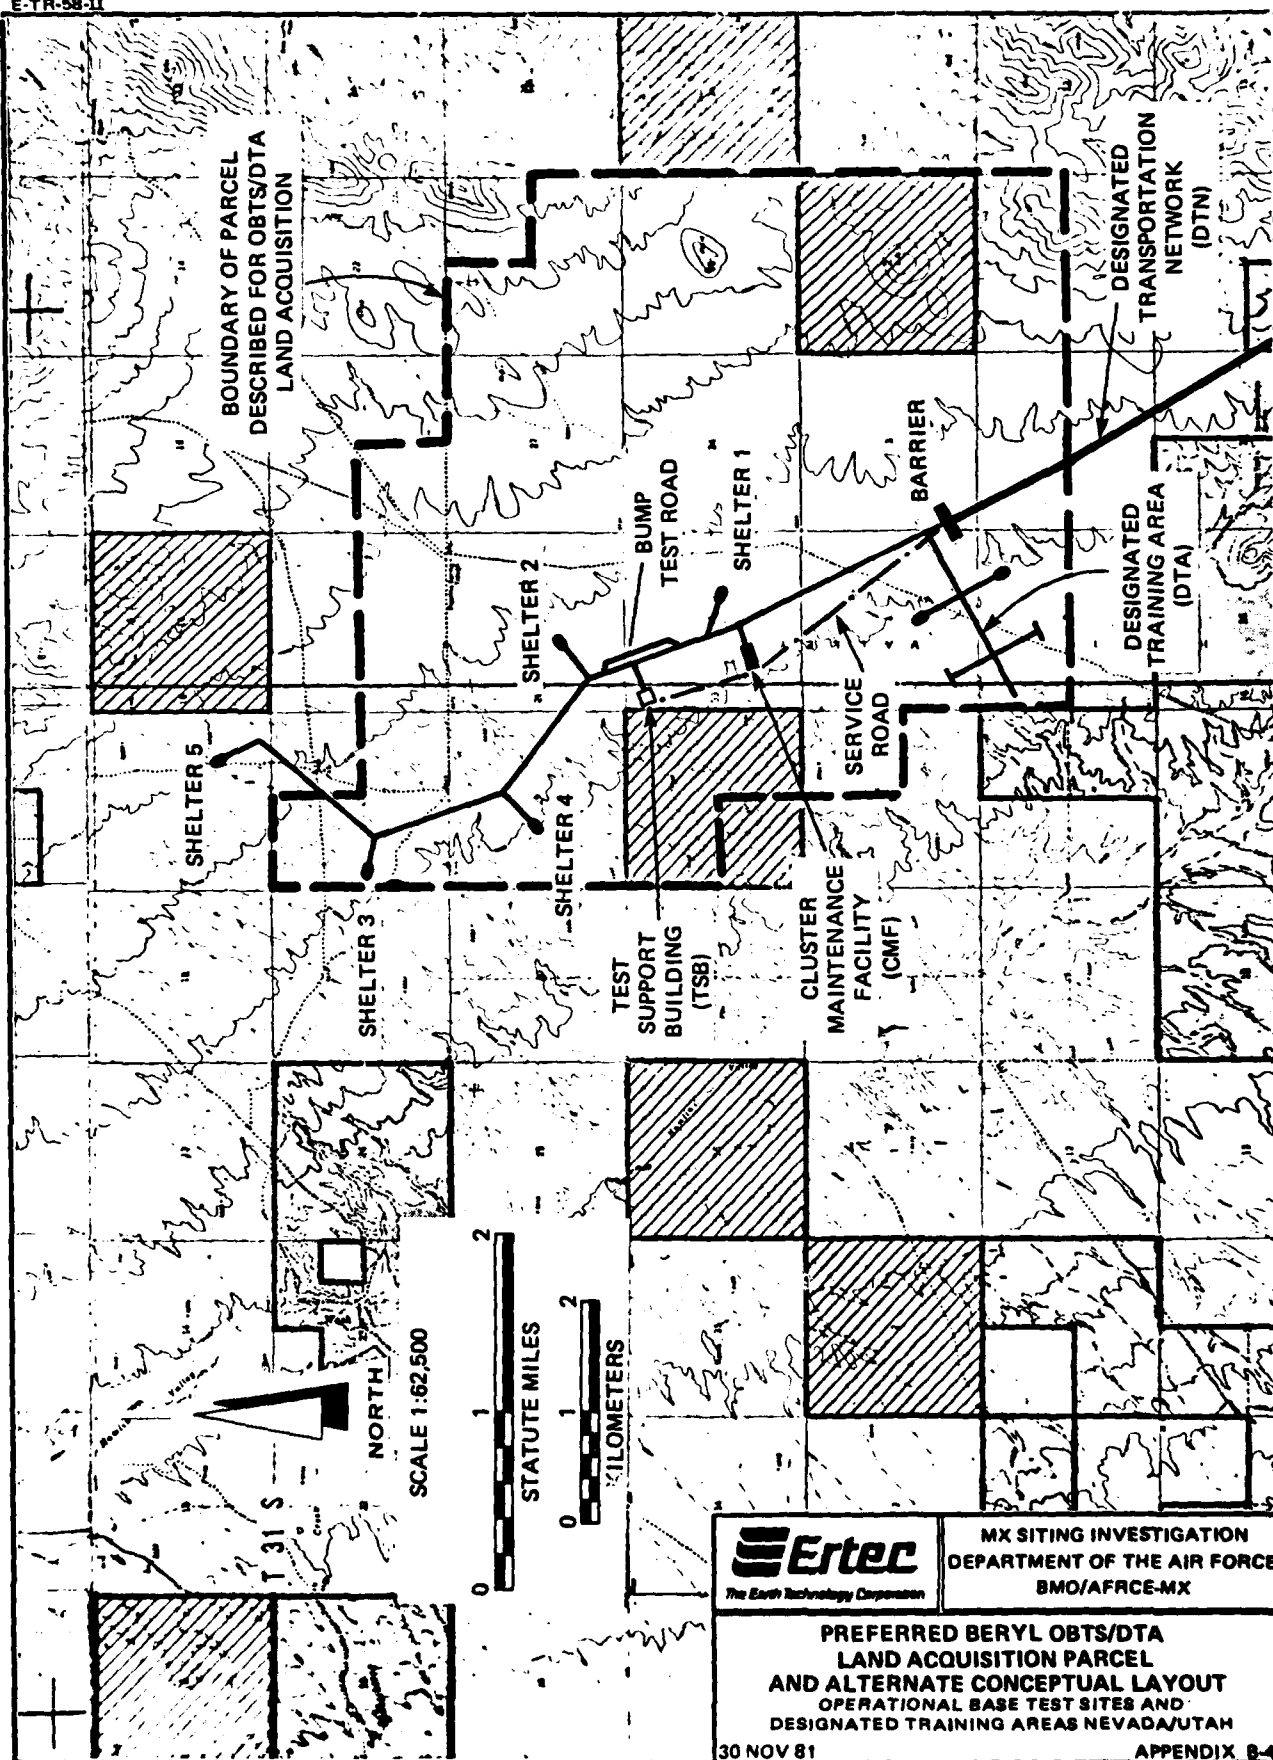 E-TR-58-II
BOUNDARY OF PARCEL
DESCRIBED FOR OBTS/DTA
LAND ACQUISITION
SHELTER 5
SHELTER 3
SHELTER 2
SHELTER 4
BUMP
TEST ROAD
SHELTER 1
BARRIER
TEST
SUPPORT
BUILDING
(TSB)
CLUSTER
MAINTENANCE
FACILITY
(CMF)
SERVICE
ROAD
DESIGNATED
TRAINING AREA
(DTA)
DESIGNATED
TRANSPORTATION
NETWORK
(DTN)
T 31 S
NORTH
SCALE 1:62,500
0 1 2
STATUTE MILES
0 1 2
KILOMETERS
Ertec
The Earth Technology Corporation
MX SITING INVESTIGATION
DEPARTMENT OF THE AIR FORCE
BMO/AFRCE-MX
PREFERRED BERYL OBTS/DTA
LAND ACQUISITION PARCEL
AND ALTERNATE CONCEPTUAL LAYOUT
OPERATIONAL BASE TEST SITES AND
DESIGNATED TRAINING AREAS NEVADA/UTAH
30 NOV 81
APPENDIX B-4